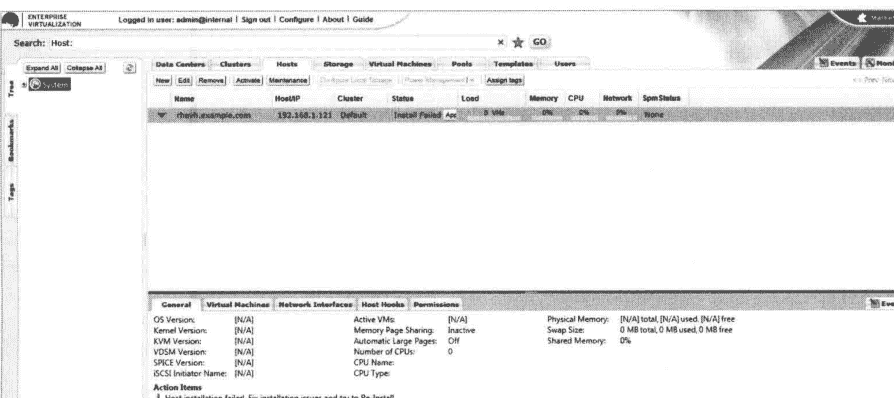 ENTERPRISE
VIRTUALIZATION
Logged in user: admin@internal | Sign out | Configure | About | Guide
Search: Host: × GO
Expand All Collapse All
Tree
System
Bookmarks
Tags
Data Centers Clusters Hosts Storage Virtual Machines Pools Templates Users Events
New Edit Remove Activate Maintenance Configure Local Storage Power Management Assign tags
Name Host/IP Cluster Status Load Memory CPU Network Spm Status
rhevh.example.com 192.168.1.121 Default Install Failed App 0 VMs 0% 0% 0% None
General Virtual Machines Network Interfaces Host Hooks Permissions
OS Version: [N/A] Active VMs: [N/A] Physical Memory: [N/A] total, [N/A] used, [N/A] free
Kernel Version: [N/A] Memory Page Sharing: Inactive Swap Size: 0 MB total, 0 MB used, 0 MB free
KVM Version: [N/A] Automatic Large Pages: Off Shared Memory: 0%
VDSM Version: [N/A] Number of CPUs: 0
SPICE Version: [N/A] CPU Name:
iSCSI Initiator Name: [N/A] CPU Type:
Action Items
Host installation failed. Fix installation issues and try to Re-Install